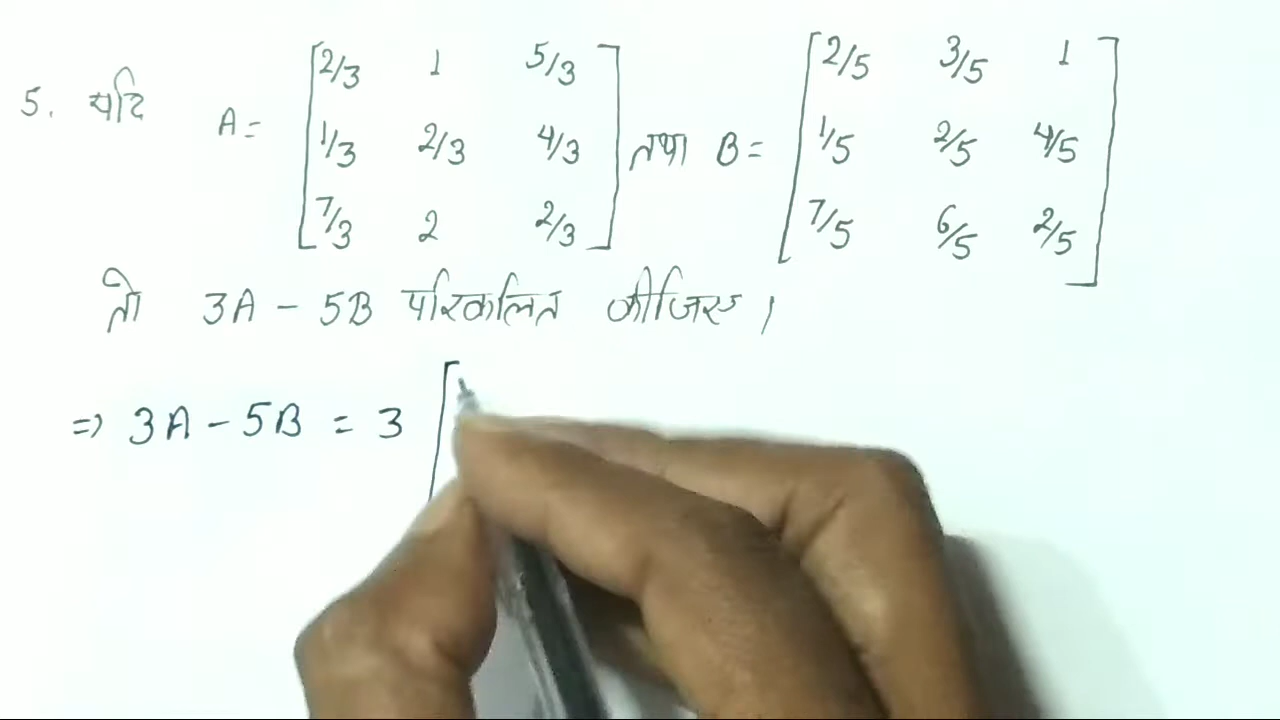 5. यदि A = [2/3 1 5/3
1/3 2/3 4/3
7/3 2 2/3] तथा B = [2/5 3/5 1
1/5 2/5 4/5
7/5 6/5 2/5]
तो 3A - 5B परिकलित कीजिए।
=> 3A - 5B = 3 [